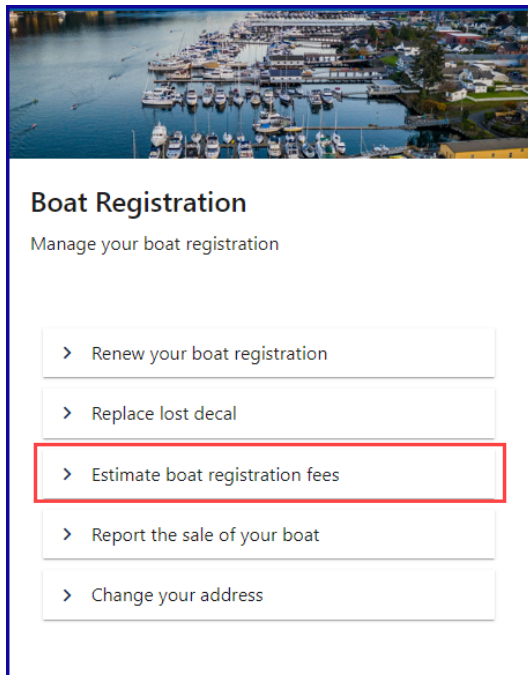 Boat Registration
Manage your boat registration
Renew your boat registration
Replace lost decal
Estimate boat registration fees
Report the sale of your boat
Change your address